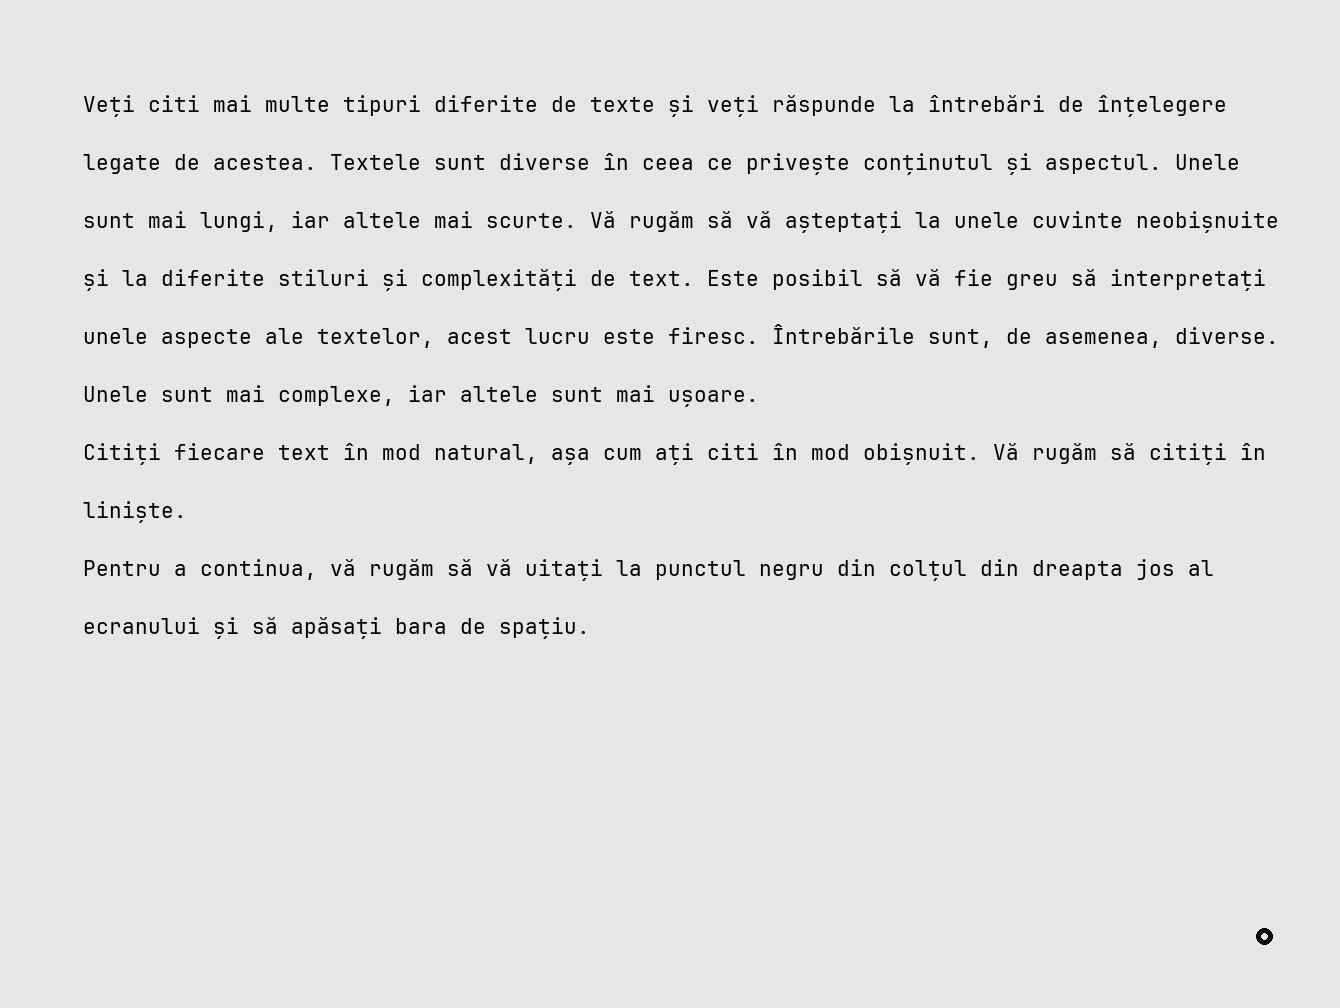 Veți citi mai multe tipuri diferite de texte și veți răspunde la întrebări de înțelegere
legate de acestea. Textele sunt diverse în ceea ce privește conținutul și aspectul. Unele
sunt mai lungi, iar altele mai scurte. Vă rugăm să vă așteptați la unele cuvinte neobișnuite
și la diferite stiluri și complexități de text. Este posibil să vă fie greu să interpretați
unele aspecte ale textelor, acest lucru este firesc. Întrebările sunt, de asemenea, diverse.
Unele sunt mai complexe, iar altele sunt mai ușoare.
Citiți fiecare text în mod natural, așa cum ați citi în mod obișnuit. Vă rugăm să citiți în
liniște.
Pentru a continua, vă rugăm să vă uitați la punctul negru din colțul din dreapta jos al
ecranului și să apăsați bara de spațiu.